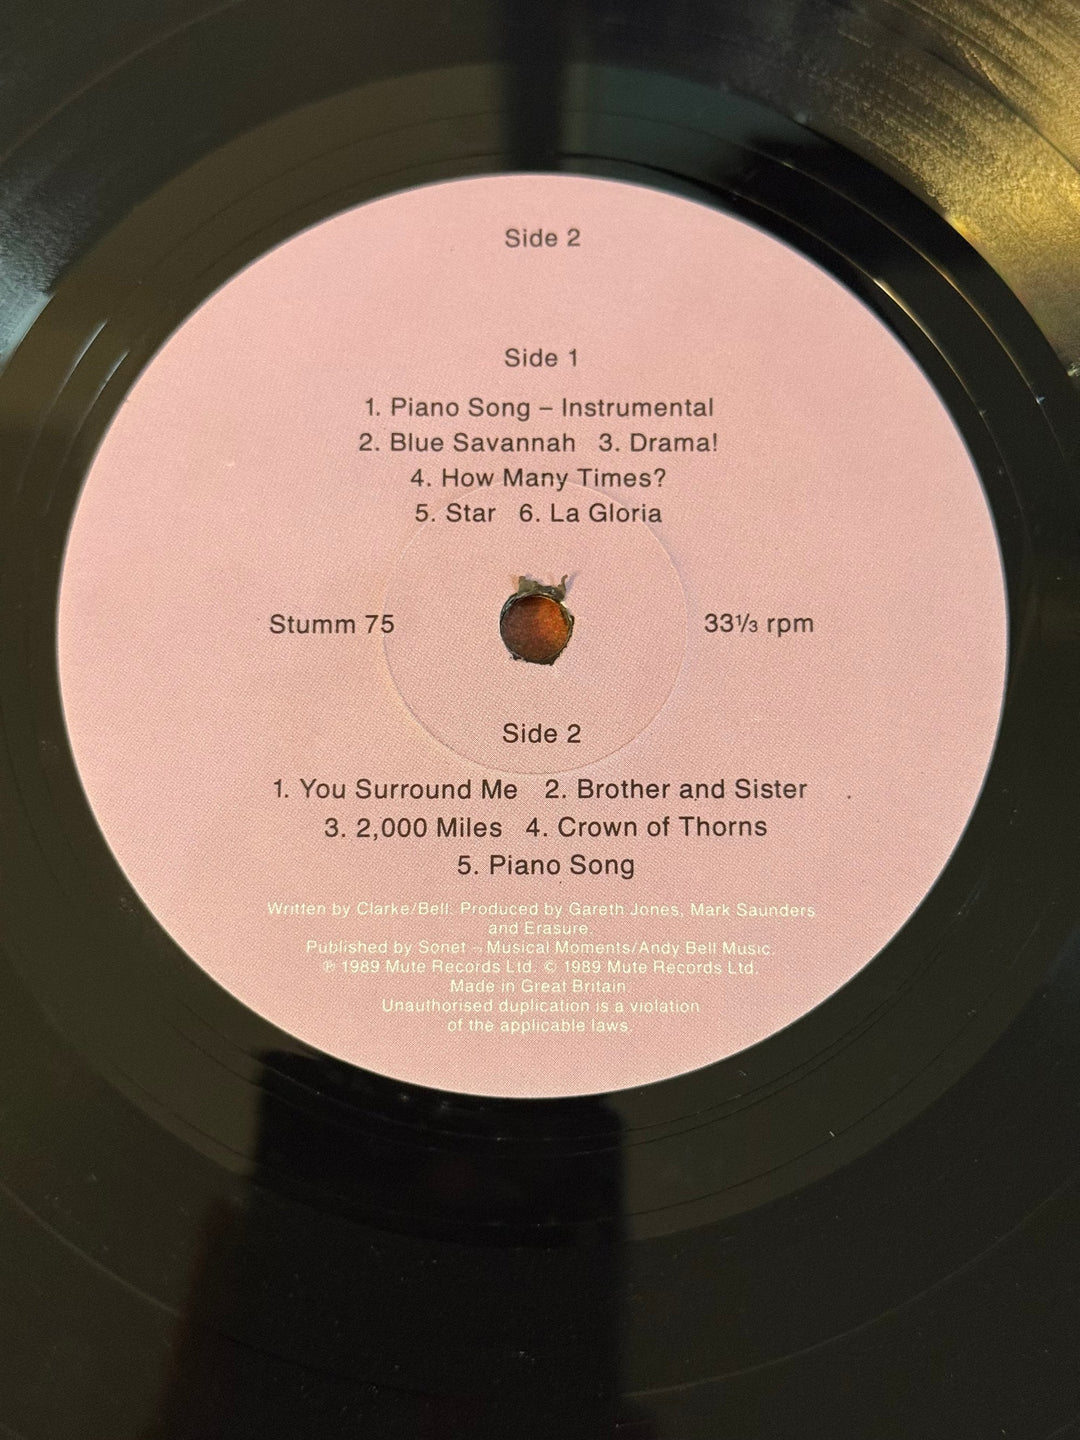 Side 2
Side 1
1. Piano Song – Instrumental
2. Blue Savannah 3. Drama!
4. How Many Times?
5. Star 6. La Gloria
Stumm 75 33⅓ rpm
Side 2
1. You Surround Me 2. Brother and Sister
3. 2,000 Miles 4. Crown of Thorns
5. Piano Song
Written by Clarke/Bell. Produced by Gareth Jones, Mark Saunders
and Erasure.
Published by Sonet – Musical Moments/Andy Bell Music.
℗ 1989 Mute Records Ltd. © 1989 Mute Records Ltd.
Made in Great Britain.
Unauthorised duplication is a violation
of the applicable laws.